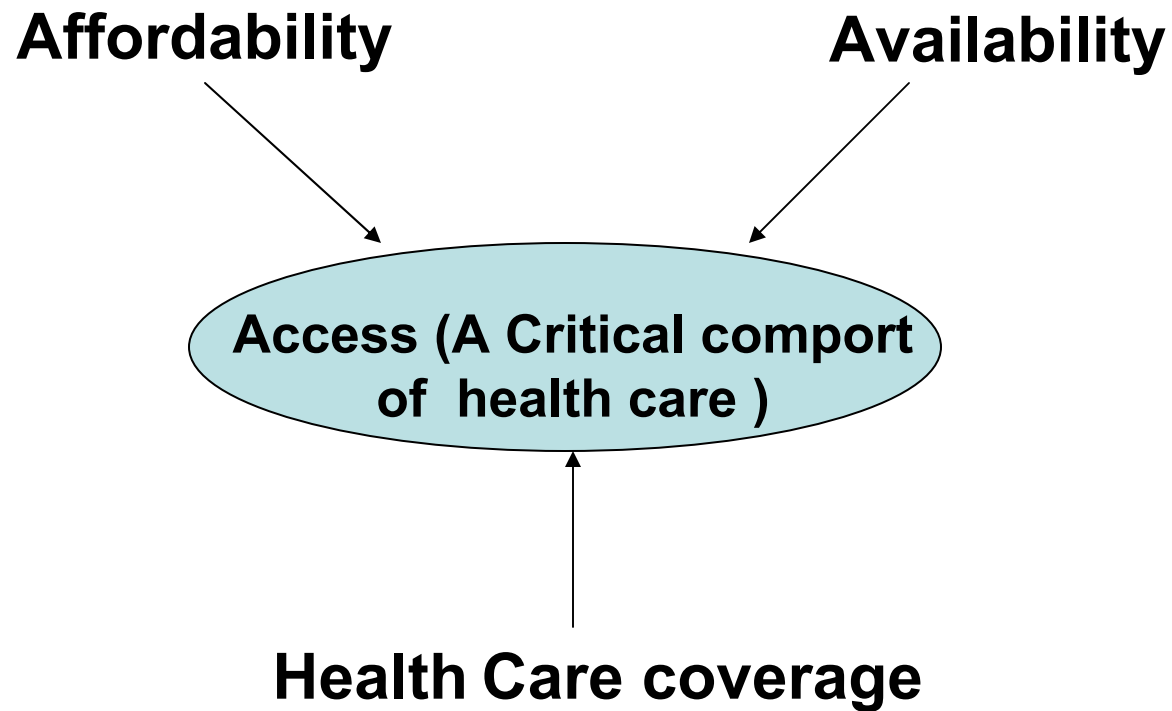 Affordability
Availability
Access (A Critical comport
of health care )
Health Care coverage